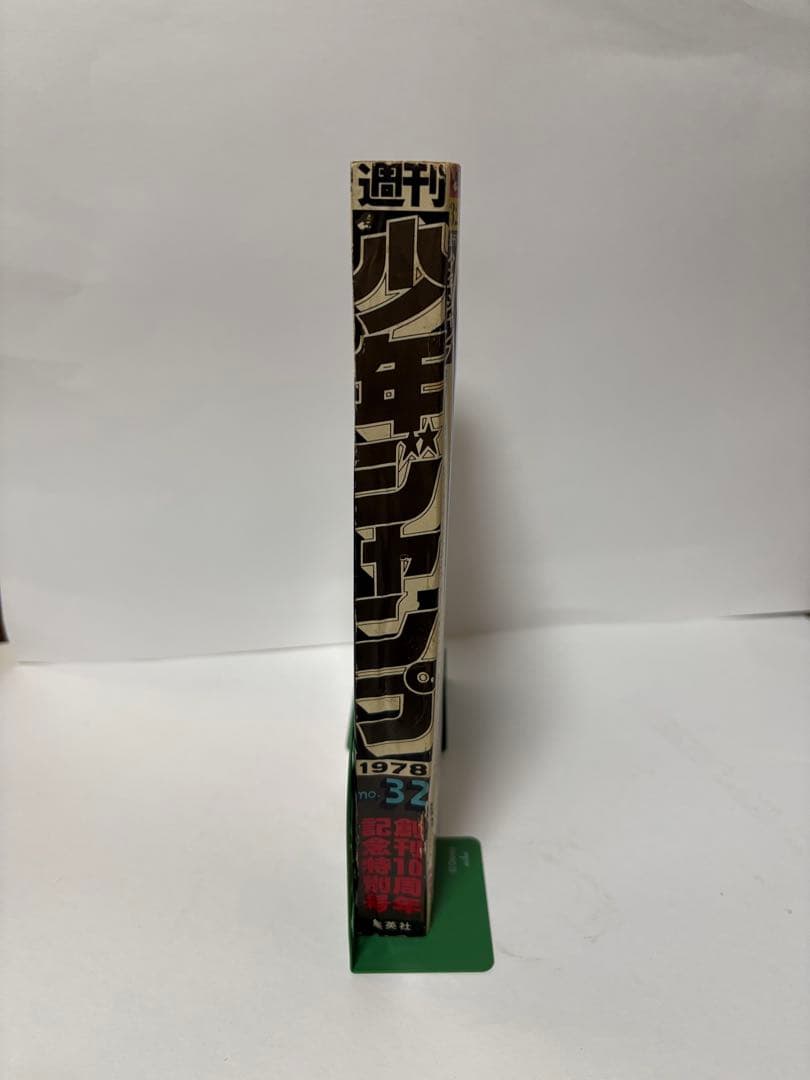 週刊
少年ジャンプ
1978
no.32
創刊10周年
記念特別号
集英社